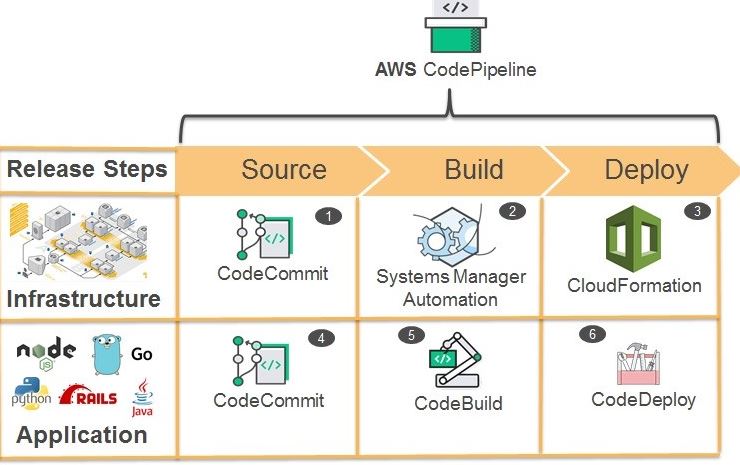 </>
AWS CodePipeline
Release Steps
Source
Build
Deploy
1
2
3
</>
CodeCommit
Systems Manager
Automation
CloudFormation
Infrastructure
4
5
6
node
JS
Go
python
RAILS
Java
</>
CodeCommit
</>
CodeBuild
CodeDeploy
Application